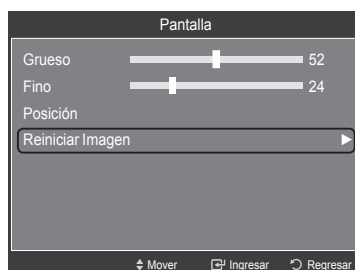 Pantalla
Grueso 52
Fino 24
Posición
Reiniciar Imagen
Mover Ingresar Regresar